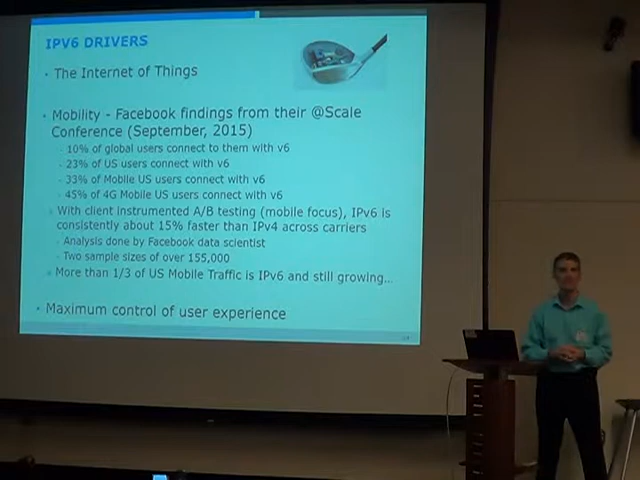 IPV6 DRIVERS
The Internet of Things
Mobility - Facebook findings from their @Scale
Conference (September, 2015)
10% of global users connect to them with v6
23% of US users connect with v6
33% of Mobile US users connect with v6
45% of 4G Mobile US users connect with v6
With client instrumented A/B testing (mobile focus), IPv6 is
consistently about 15% faster than IPv4 across carriers
Analysis done by Facebook data scientist
Two sample sizes of over 155,000
More than 1/3 of US Mobile Traffic is IPv6 and still growing...
Maximum control of user experience